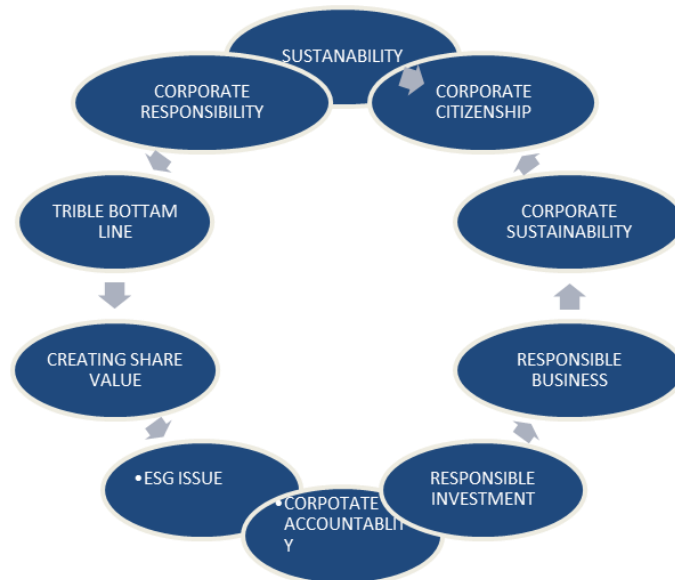 SUSTANABILITY
CORPORATE
RESPONSIBILITY
CORPORATE
CITIZENSHIP
TRIBLE BOTTAM
LINE
CORPORATE
SUSTAINABILITY
CREATING SHARE
VALUE
RESPONSIBLE
BUSINESS
•ESG ISSUE
•CORPOTATE
ACCOUNTABLIT
Y
RESPONSIBLE
INVESTMENT